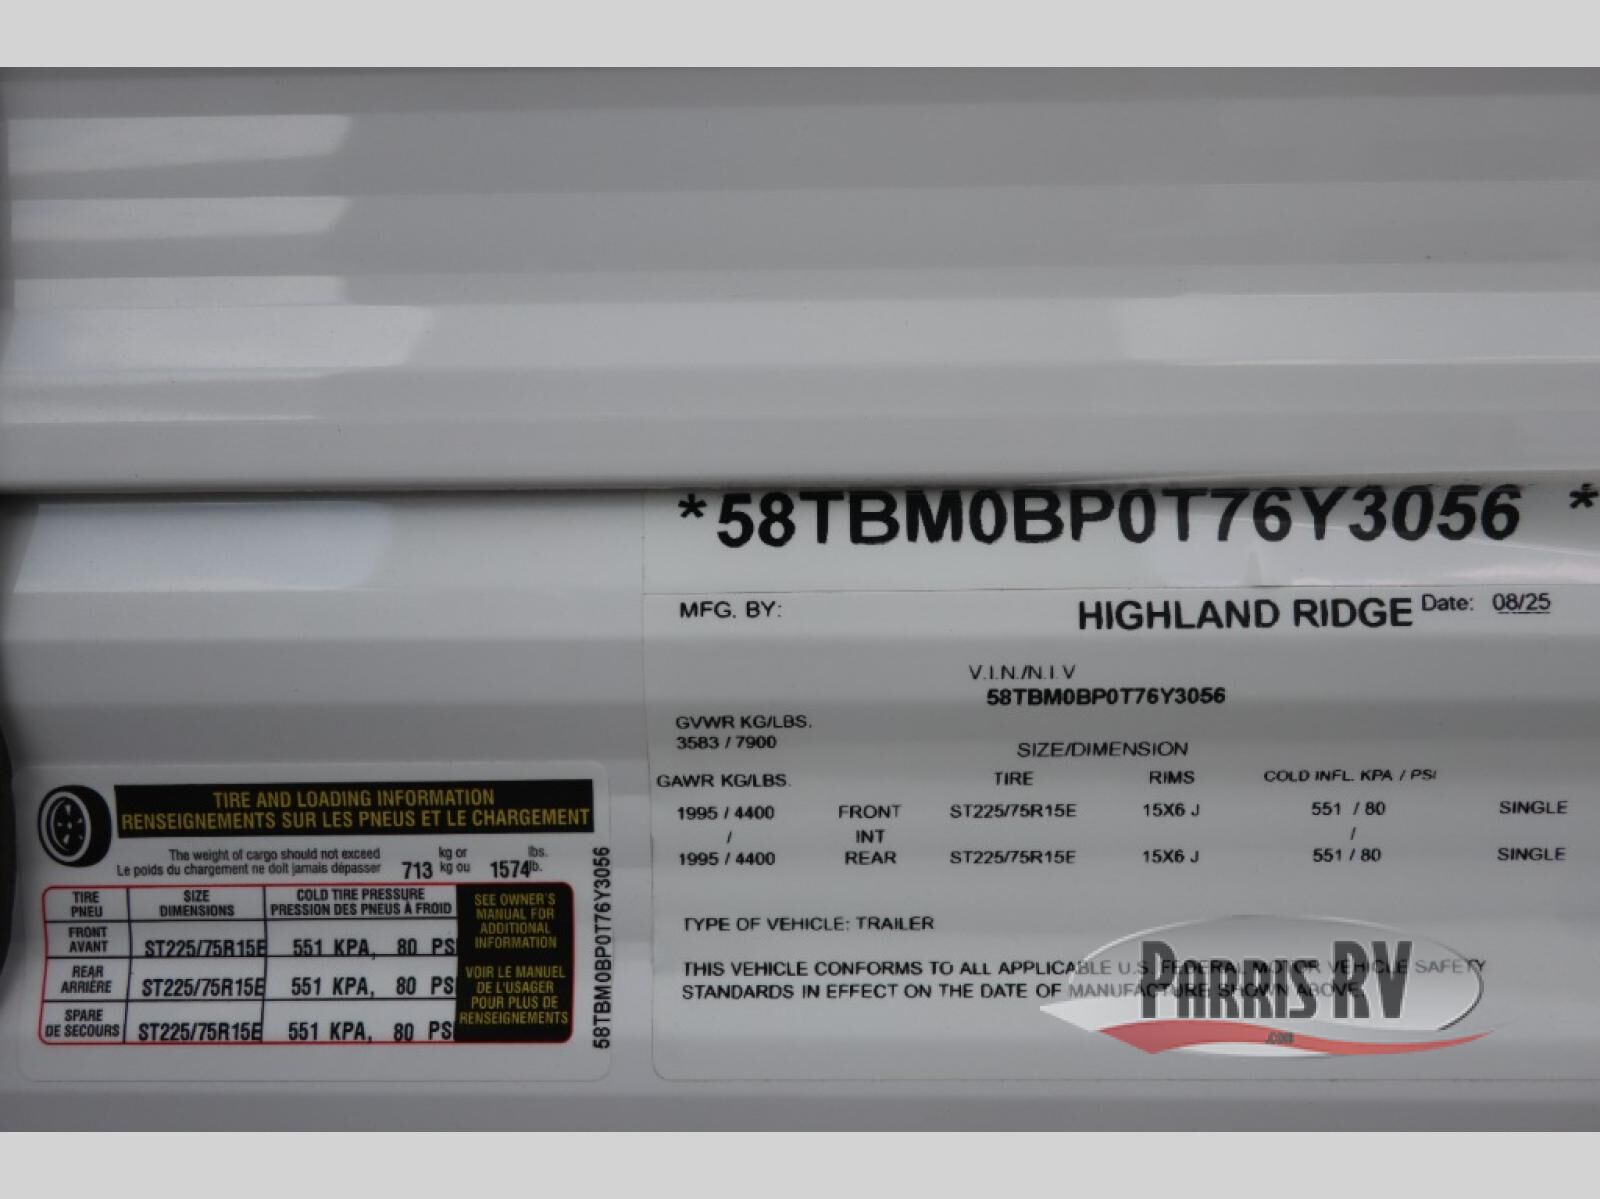 *58TBM0BP0T76Y3056 *
MFG. BY: HIGHLAND RIDGE Date: 08/25
V.I.N./N.I.V
58TBM0BP0T76Y3056
GVWR KG/LBS.
3583 / 7900
SIZE/DIMENSION
GAWR KG/LBS. TIRE RIMS COLD INFL. KPA / PSI
1995 / 4400 FRONT ST225/75R15E 15X6 J 551 / 80 SINGLE
/ INT /
1995 / 4400 REAR ST225/75R15E 15X6 J 551 / 80 SINGLE
TYPE OF VEHICLE: TRAILER
THIS VEHICLE CONFORMS TO ALL APPLICABLE U.S. FEDERAL MOTOR VEHICLE SAFETY
STANDARDS IN EFFECT ON THE DATE OF MANUFACTURE SHOWN ABOVE
PARRIS RV
.COM
TIRE AND LOADING INFORMATION
RENSEIGNEMENTS SUR LES PNEUS ET LE CHARGEMENT
The weight of cargo should not exceed kg or lbs.
Le poids du chargement ne doit jamais dépasser 713 kg ou 1574 lb.
TIRE SIZE COLD TIRE PRESSURE
PNEU DIMENSIONS PRESSION DES PNEUS À FROID
FRONT
AVANT ST225/75R15E 551 KPA, 80 PSI
REAR
ARRIÈRE ST225/75R15E 551 KPA, 80 PSI
SPARE
DE SECOURS ST225/75R15E 551 KPA, 80 PSI
SEE OWNER'S
MANUAL FOR
ADDITIONAL
INFORMATION
VOIR LE MANUEL
DE L'USAGER
POUR PLUS DE
RENSEIGNEMENTS
58TBM0BP0T76Y3056